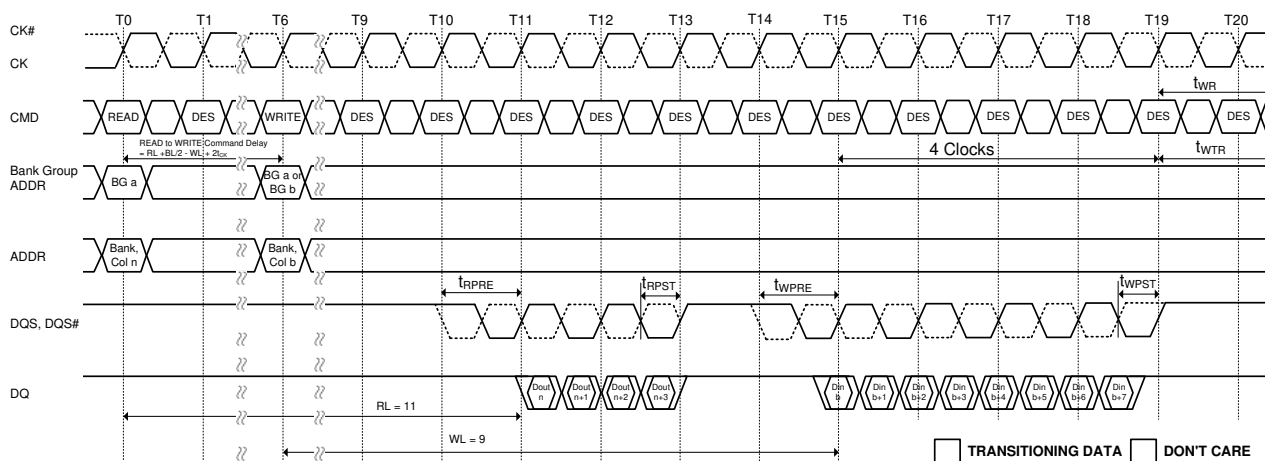 T0 T1 T6 T9 T10 T11 T12 T13 T14 T15 T16 T17 T18 T19 T20
CK#
CK
tWR
CMD READ DES WRITE DES DES DES DES DES DES DES DES DES DES DES DES
READ to WRITE Command Delay
= RL +BL/2 - WL + 2tCK
4 Clocks
tWTR
Bank Group
ADDR
BG a
BG a or
BG b
ADDR
Bank,
Col n
Bank,
Col b
tRPRE tRPST tWPRE tWPST
DQS, DQS#
DQ
Dout
n
Dout
n+1
Dout
n+2
Dout
n+3
Din
b
Din
b+1
Din
b+2
Din
b+3
Din
b+4
Din
b+5
Din
b+6
Din
b+7
RL = 11
WL = 9
TRANSITIONING DATA DON'T CARE